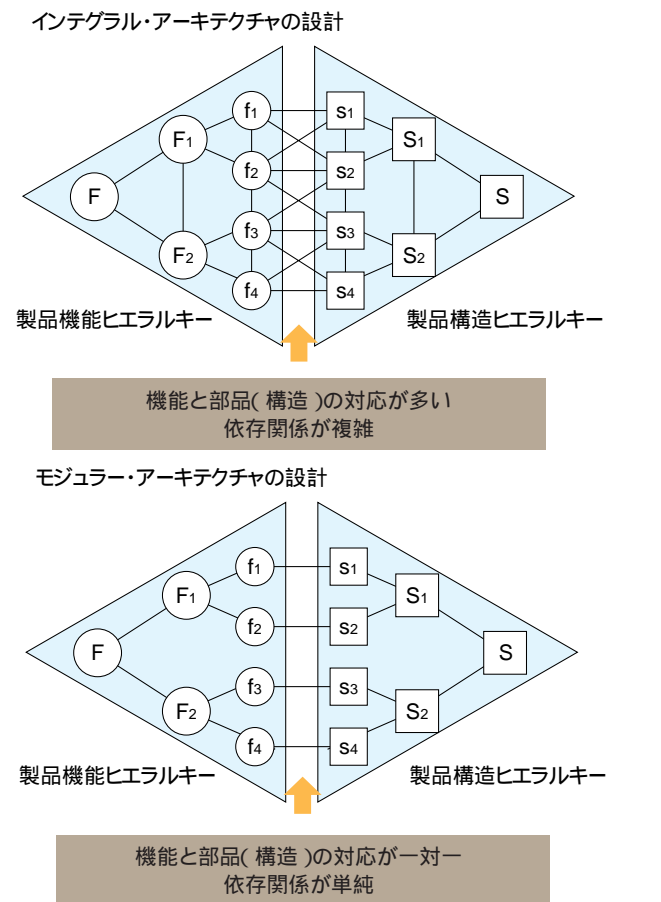 インテグラル・アーキテクチャの設計
f1 s1
F1 S1
f2 s2
F S
f3 s3
F2 S2
f4 s4
製品機能ヒエラルキー 製品構造ヒエラルキー
機能と部品(構造)の対応が多い
依存関係が複雑
モジュラー・アーキテクチャの設計
f1 s1
F1 S1
f2 s2
F S
f3 s3
F2 S2
f4 s4
製品機能ヒエラルキー 製品構造ヒエラルキー
機能と部品(構造)の対応が一対一
依存関係が単純